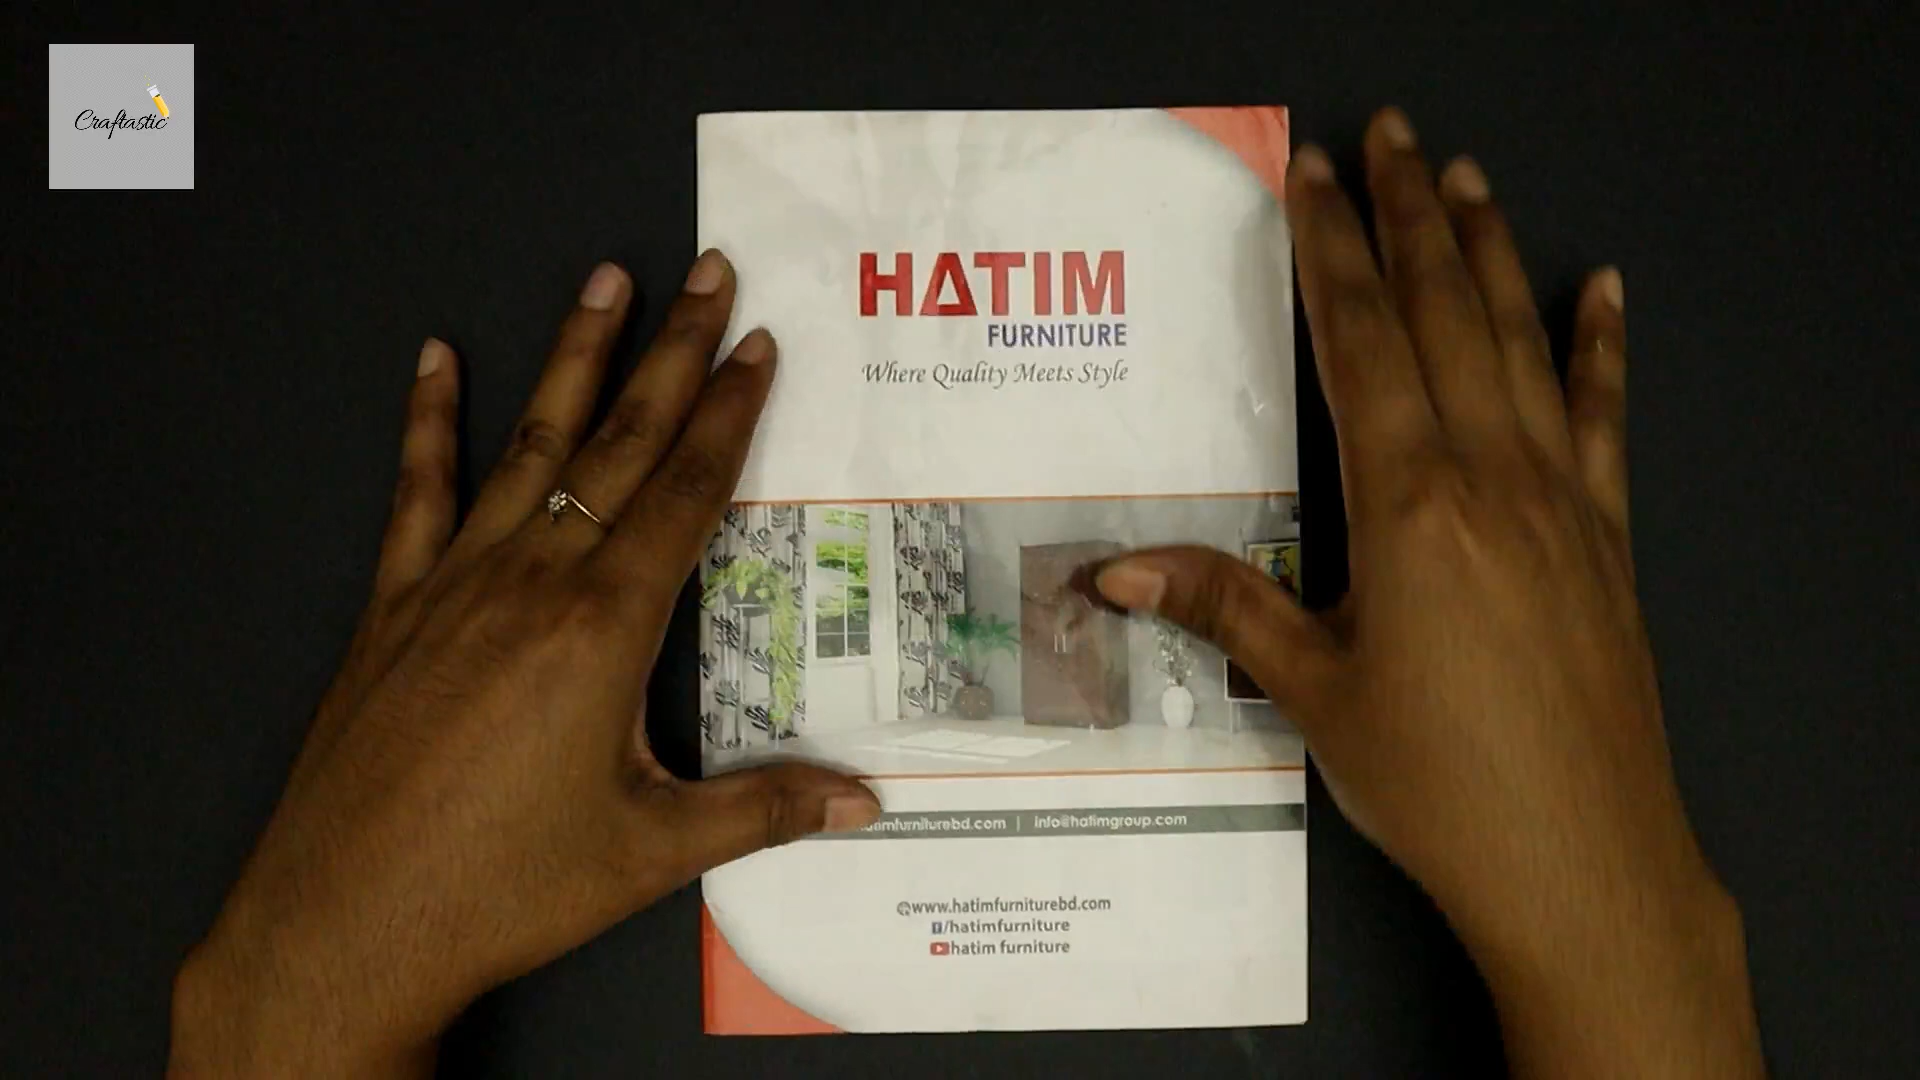 Craftastic
HATIM
FURNITURE
Where Quality Meets Style
info@hatimgroup.com
www.hatimfurniturebd.com
/hatimfurniture
hatim furniture